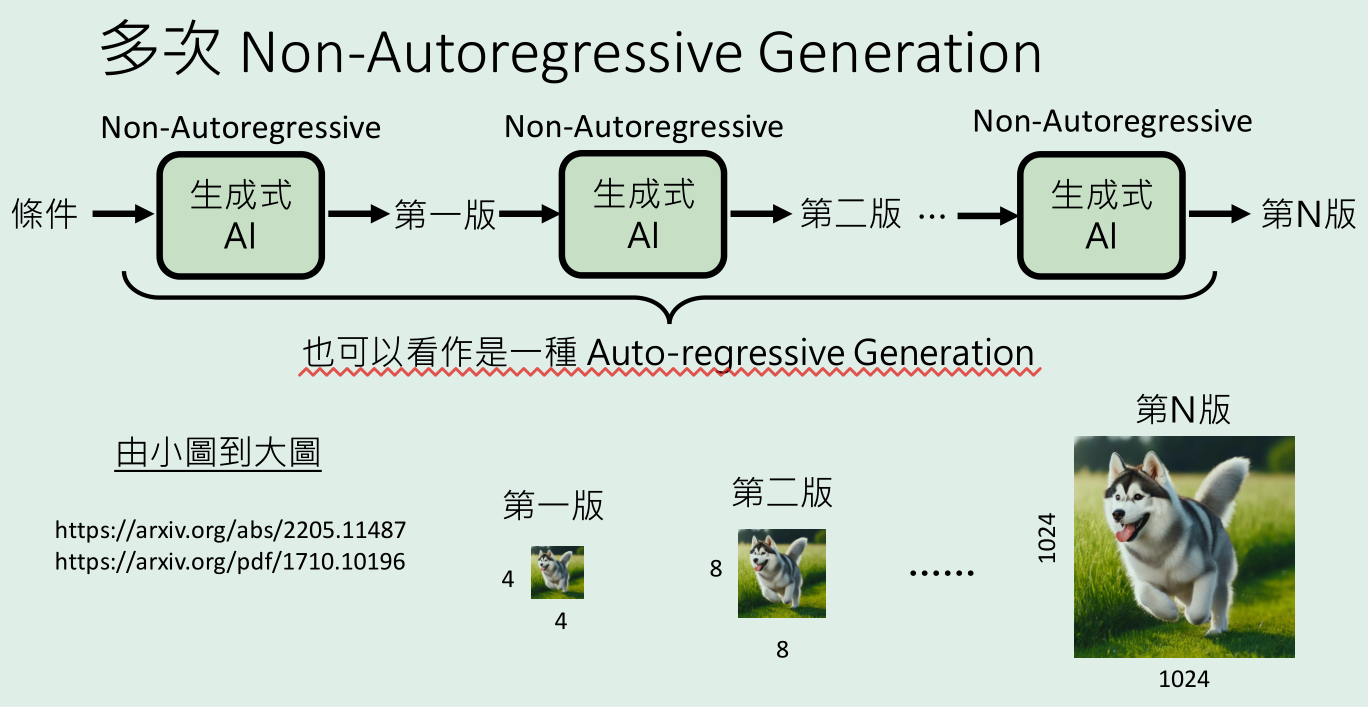 多次 Non-Autoregressive Generation
Non-Autoregressive
Non-Autoregressive
Non-Autoregressive
條件
生成式
AI
第一版
生成式
AI
第二版 ...
生成式
AI
第N版
也可以看作是一種 Auto-regressive Generation
由小圖到大圖
https://arxiv.org/abs/2205.11487
https://arxiv.org/pdf/1710.10196
第一版
4
4
第二版
8
8
......
第N版
1024
1024